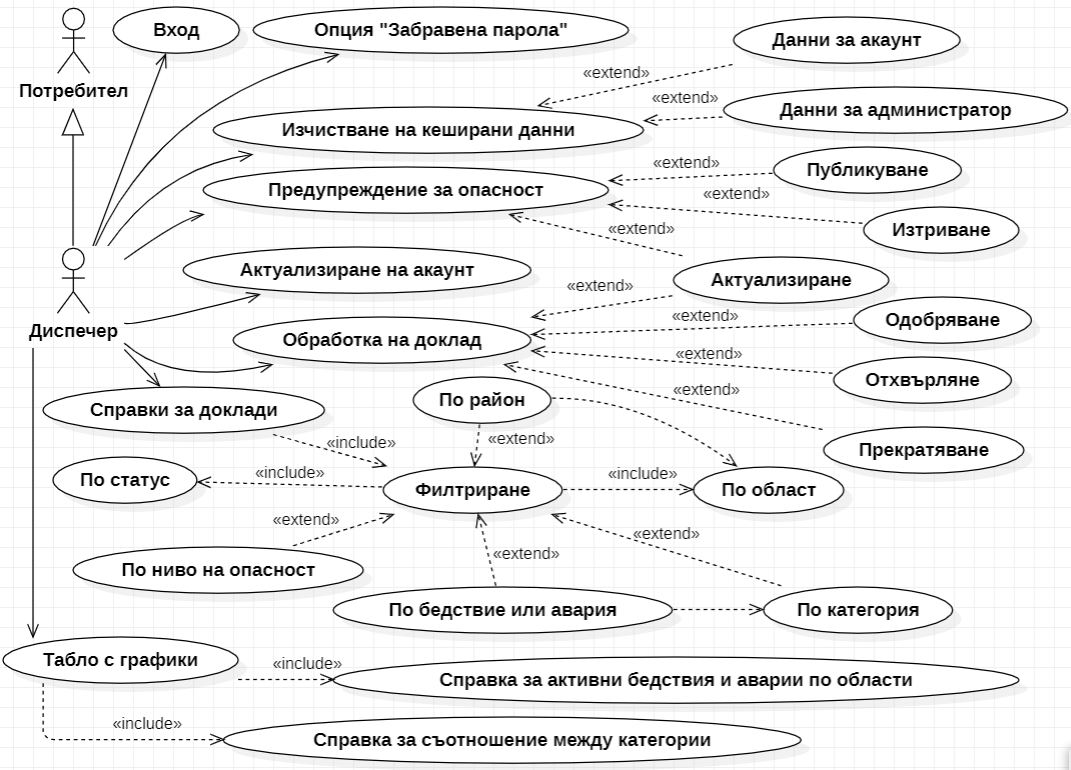 Вход
Опция "Забравена парола"
Данни за акаунт
«extend»
Потребител
«extend»
Данни за администратор
Изчистване на кеширани данни
«extend»
Публикуване
Предупреждение за опасност
«extend»
«extend»
Изтриване
Актуализиране на акаунт
Актуализиране
«extend»
Диспечер
«extend»
Одобряване
Обработка на доклад
«extend»
Отхвърляне
«extend»
По район
Справки за доклади
«include»
«extend»
Прекратяване
По статус
«include»
Филтриране
«include»
По област
«extend»
«extend»
«extend»
По ниво на опасност
По бедствие или авария
По категория
Табло с графики
«include»
Справка за активни бедствия и аварии по области
«include»
Справка за съотношение между категории